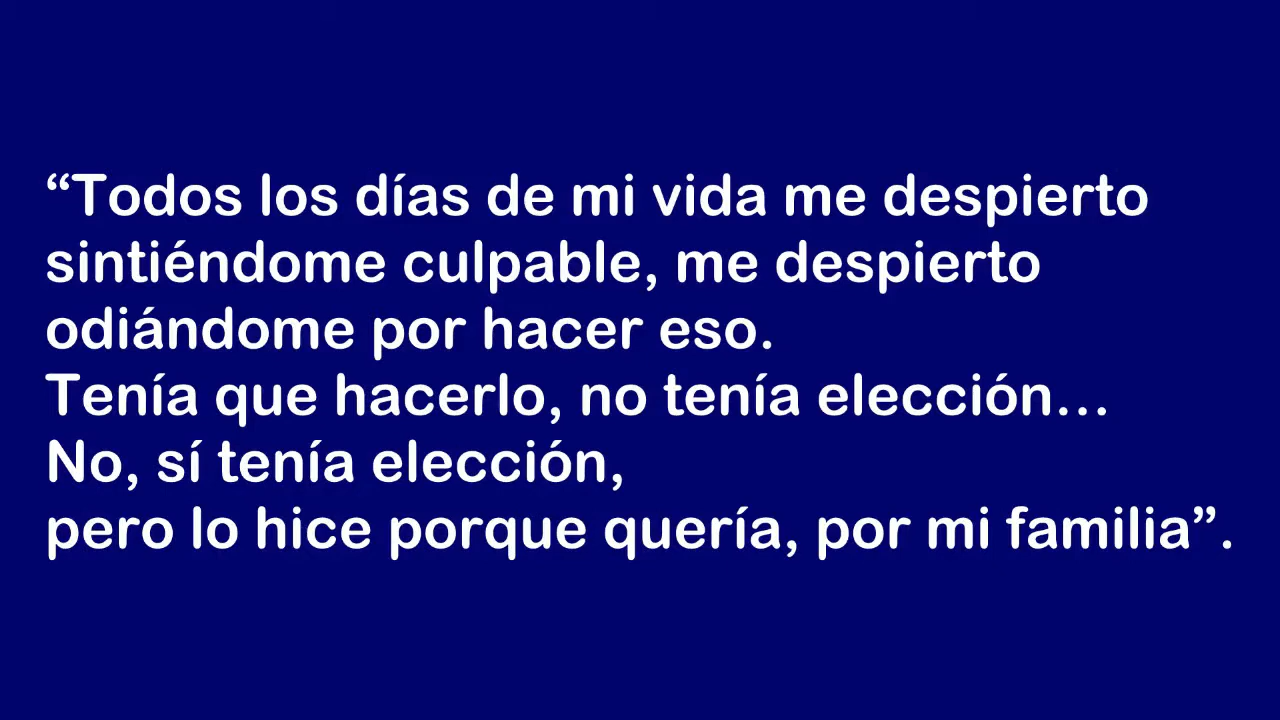 “Todos los días de mi vida me despierto
sintiéndome culpable, me despierto
odiándome por hacer eso.
Tenía que hacerlo, no tenía elección…
No, sí tenía elección,
pero lo hice porque quería, por mi familia”.